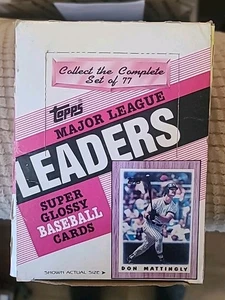 Collect the Complete
Set of 77
Topps
MAJOR LEAGUE
LEADERS
SUPER
GLOSSY
BASEBALL
CARDS
SHOWN ACTUAL SIZE
DON MATTINGLY